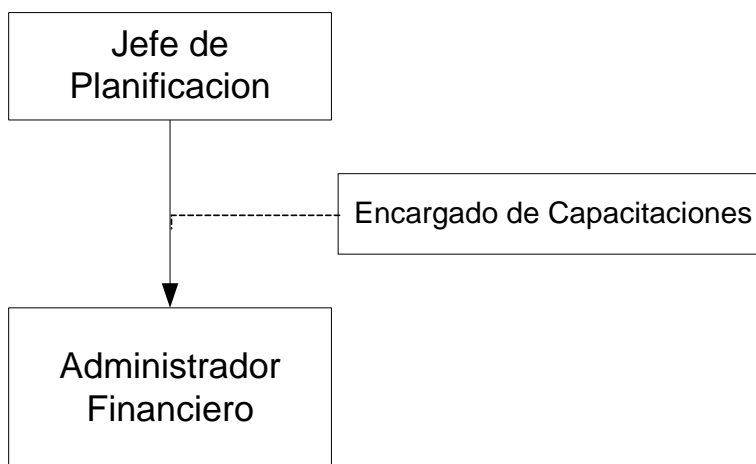 Jefe de
Planificacion
Encargado de Capacitaciones
Administrador
Financiero